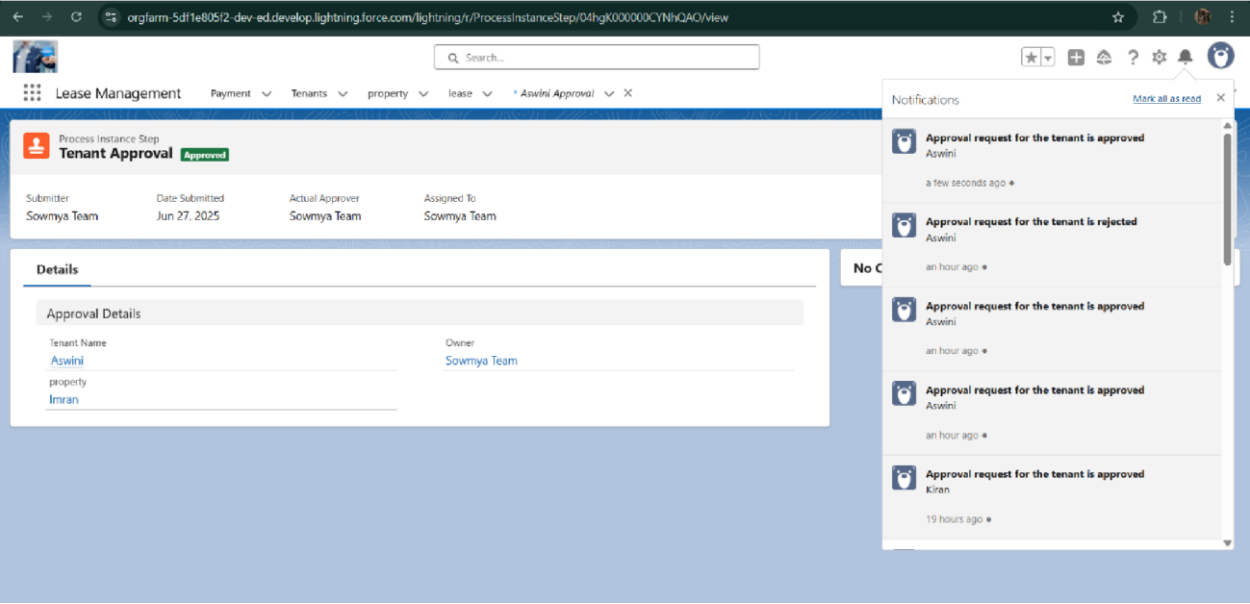 orgfarm-5df1e805f2-dev-ed.develop.lightning.force.com/lightning/r/ProcessInstanceStep/04hgK000000CYNhQAO/view
Search...
Lease Management Payment Tenants property lease * Aswini Approval
Process Instance Step
Tenant Approval Approved
Submitter Date Submitted Actual Approver Assigned To
Sowmya Team Jun 27, 2025 Sowmya Team Sowmya Team
Details
Approval Details
Tenant Name Owner
Aswini Sowmya Team
property
Imran
No
Notifications Mark all as read
Approval request for the tenant is approved
Aswini
a few seconds ago
Approval request for the tenant is rejected
Aswini
an hour ago
Approval request for the tenant is approved
Aswini
an hour ago
Approval request for the tenant is approved
Aswini
an hour ago
Approval request for the tenant is approved
Kiran
19 hours ago